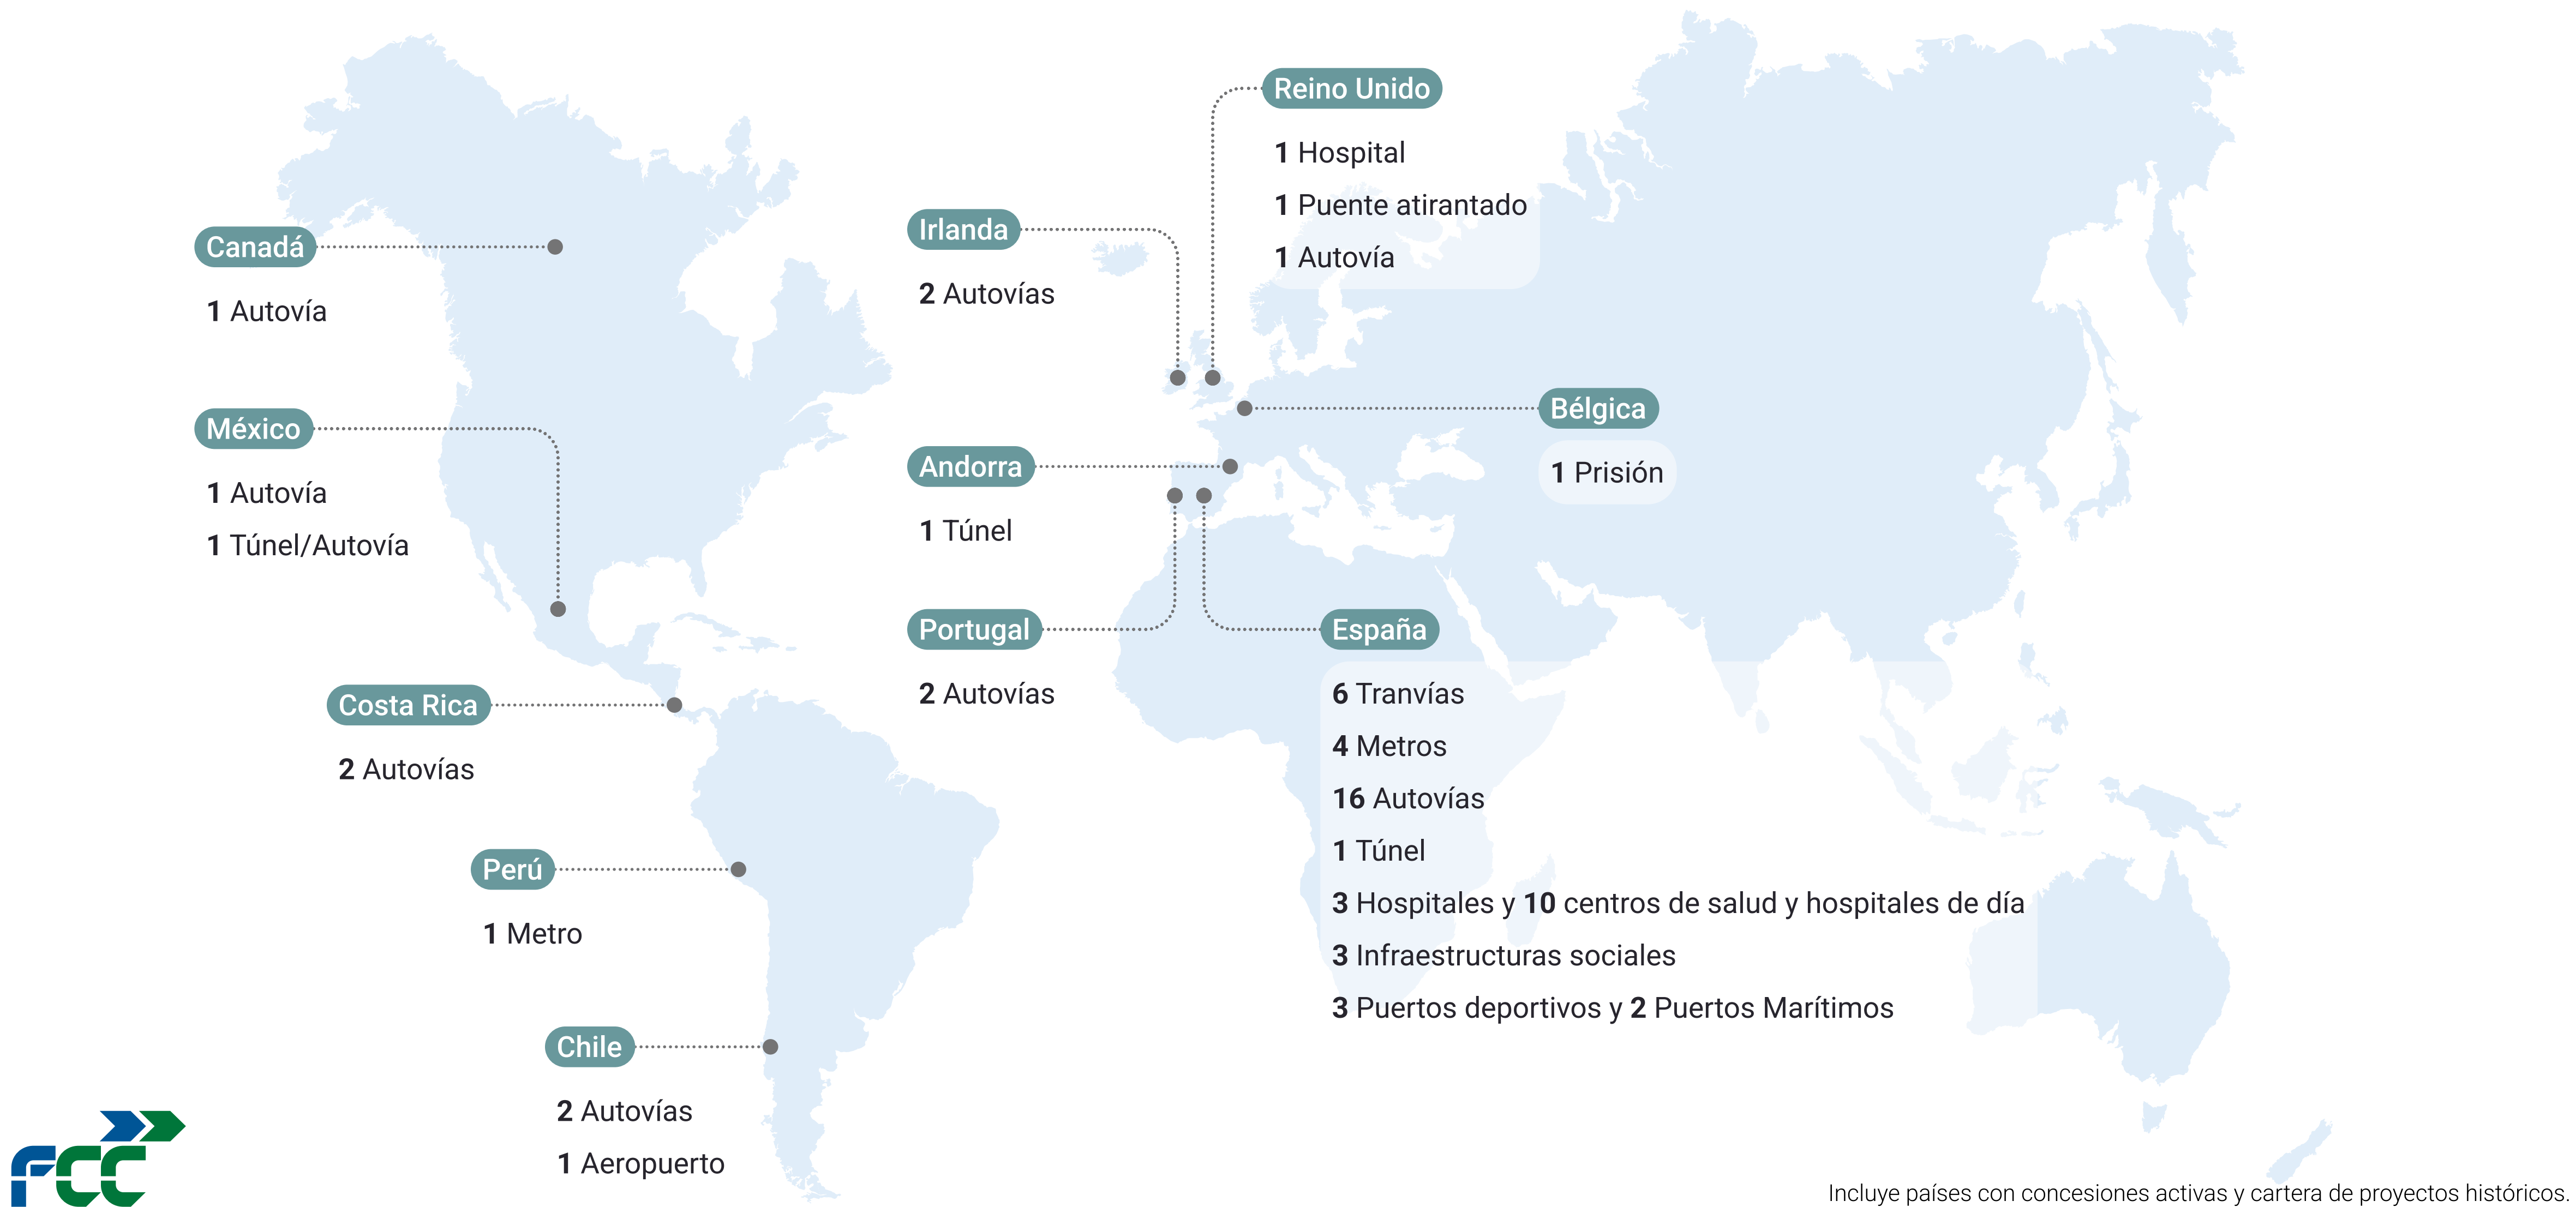 Canadá
1 Autovía
México
1 Autovía
1 Túnel/Autovía
Costa Rica
2 Autovías
Perú
1 Metro
Chile
2 Autovías
1 Aeropuerto
Irlanda
2 Autovías
Reino Unido
1 Hospital
1 Puente atirantado
1 Autovía
Bélgica
1 Prisión
Andorra
1 Túnel
Portugal
2 Autovías
España
6 Tranvías
4 Metros
16 Autovías
1 Túnel
3 Hospitales y 10 centros de salud y hospitales de día
3 Infraestructuras sociales
3 Puertos deportivos y 2 Puertos Marítimos
FCC
Incluye países con concesiones activas y cartera de proyectos históricos.